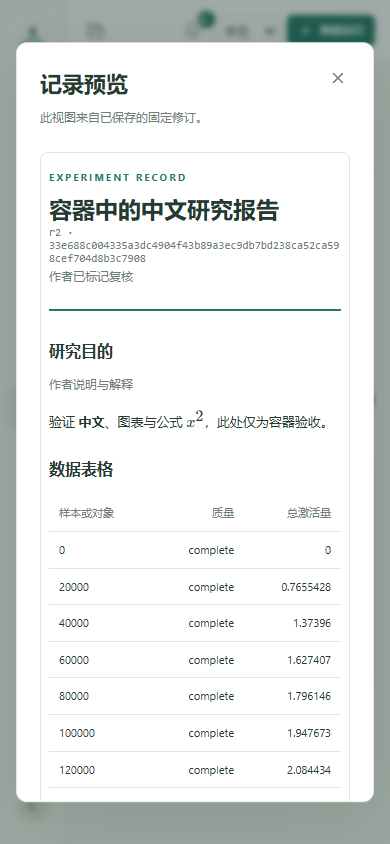 记录预览
此视图来自已保存的固定修订。
EXPERIMENT RECORD
容器中的中文研究报告
r2 ·
33e688c004335a3dc4904f43b89a3ec9db7bd238ca52ca59
8cef704d8b3c7908
作者已标记复核
研究目的
作者说明与解释
验证 中文、图表与公式 x²，此处仅为容器验收。
数据表格
样本或对象 质量 总激活量
0 complete 0
20000 complete 0.7655428
40000 complete 1.37396
60000 complete 1.627407
80000 complete 1.796146
100000 complete 1.947673
120000 complete 2.084434